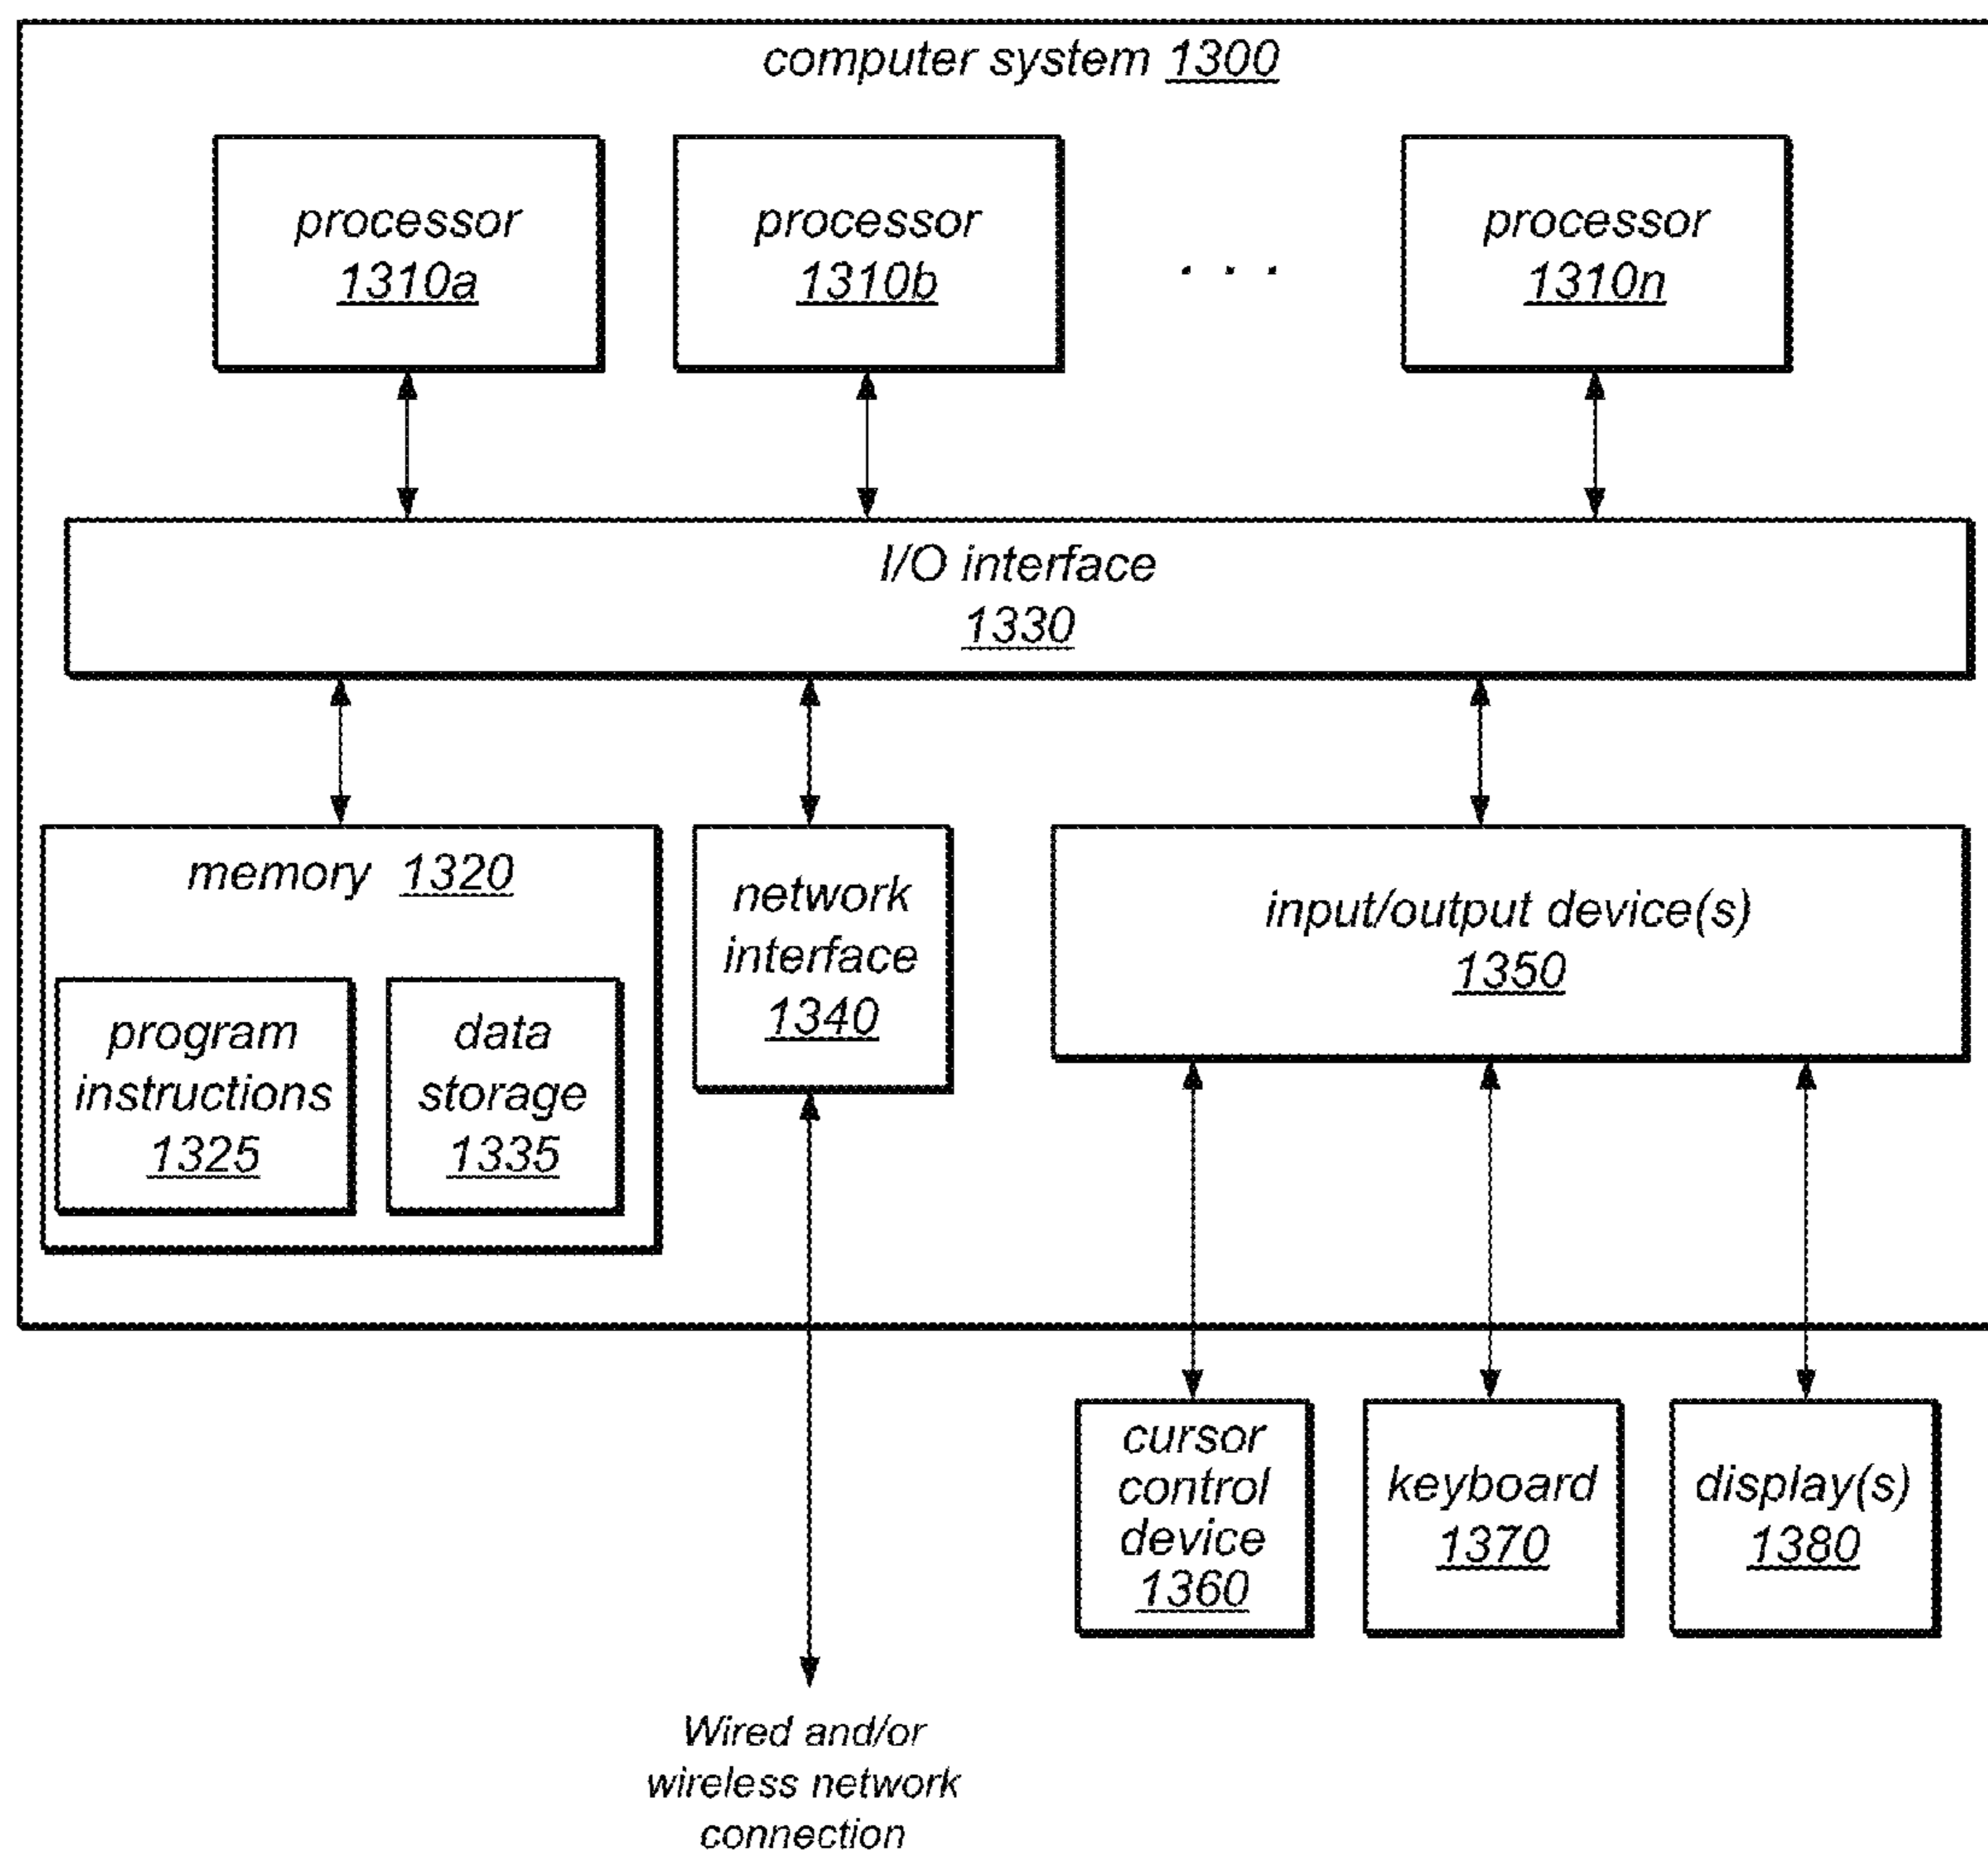 computer system 1300
processor
1310a
processor
1310b
. . .
processor
1310n
I/O interface
1330
memory 1320
program
instructions
1325
data
storage
1335
network
interface
1340
input/output device(s)
1350
cursor
control
device
1360
keyboard
1370
display(s)
1380
Wired and/or
wireless network
connection